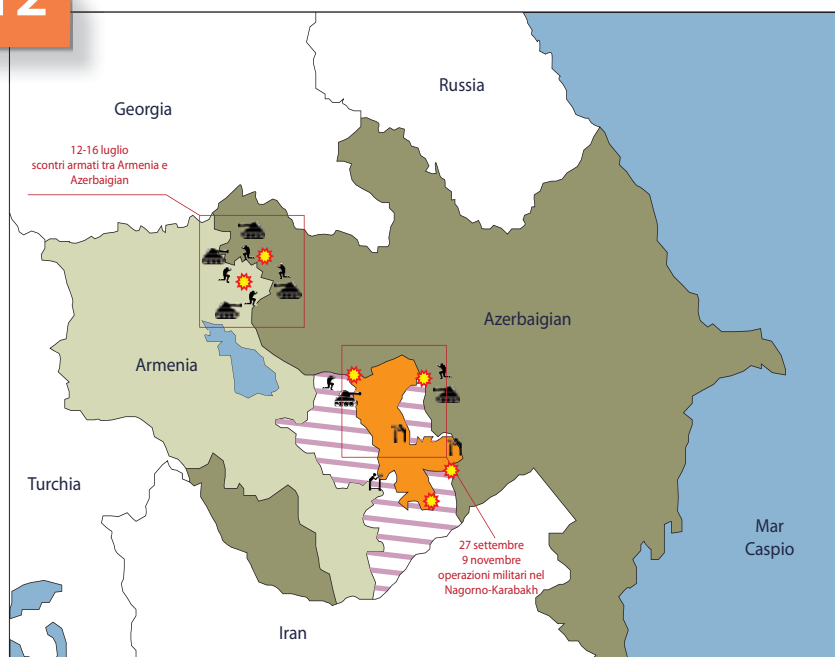 12
Russia
Georgia
12-16 luglio
scontri armati tra Armenia e
Azerbaigian
Azerbaigian
Armenia
Turchia
Mar
Caspio
27 settembre
9 novembre
operazioni militari nel
Nagorno-Karabakh
Iran